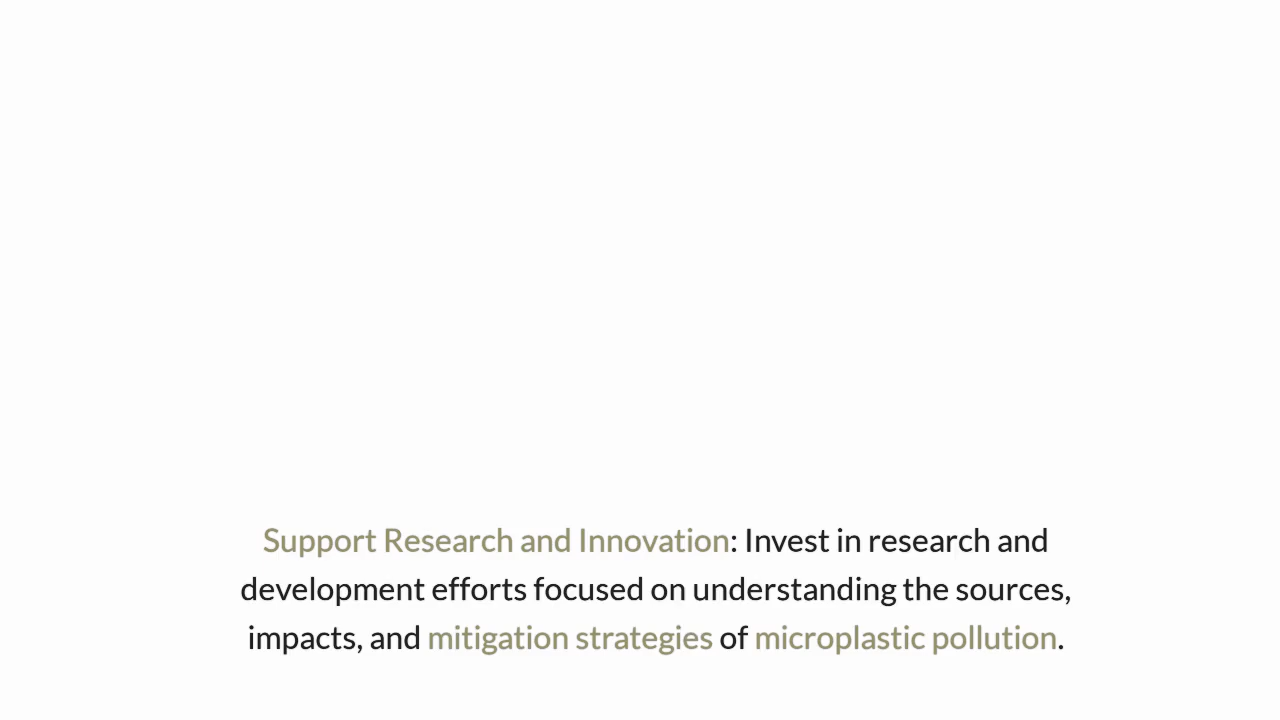 Support Research and Innovation: Invest in research and
development efforts focused on understanding the sources,
impacts, and mitigation strategies of microplastic pollution.